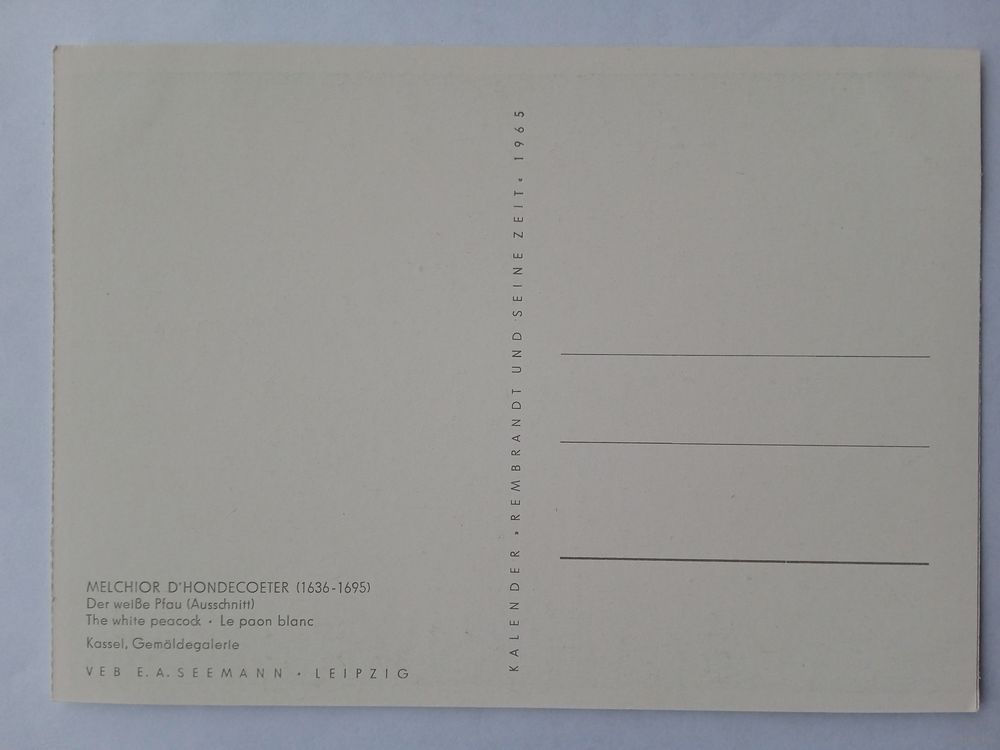 MELCHIOR D'HONDECOETER (1636-1695)
Der weiße Pfau (Ausschnitt)
The white peacock · Le paon blanc
Kassel, Gemäldegalerie
VEB E. A. SEEMANN · LEIPZIG
KALENDER »REMBRANDT UND SEINE ZEIT« 1965